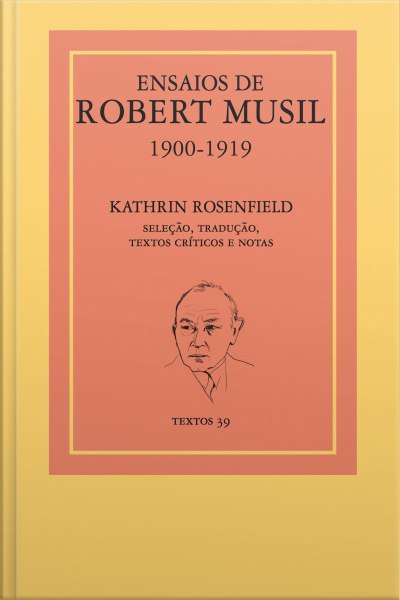 ENSAIOS DE
ROBERT MUSIL
1900-1919
KATHRIN ROSENFIELD
SELEÇÃO, TRADUÇÃO,
TEXTOS CRÍTICOS E NOTAS
TEXTOS 39